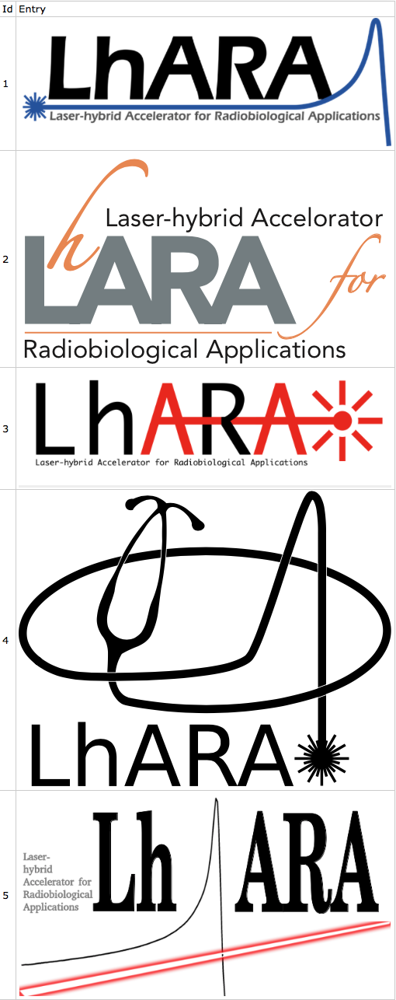 Id Entry
1
LhARA
Laser-hybrid Accelerator for Radiobiological Applications
2
h
Laser-hybrid Accelorator
LARA
for
Radiobiological Applications
3
LhARA
Laser-hybrid Accelerator for Radiobiological Applications
4
LhARA
5
Lh ARA
Laser-
hybrid
Accelerator for
Radiobiological
Applications